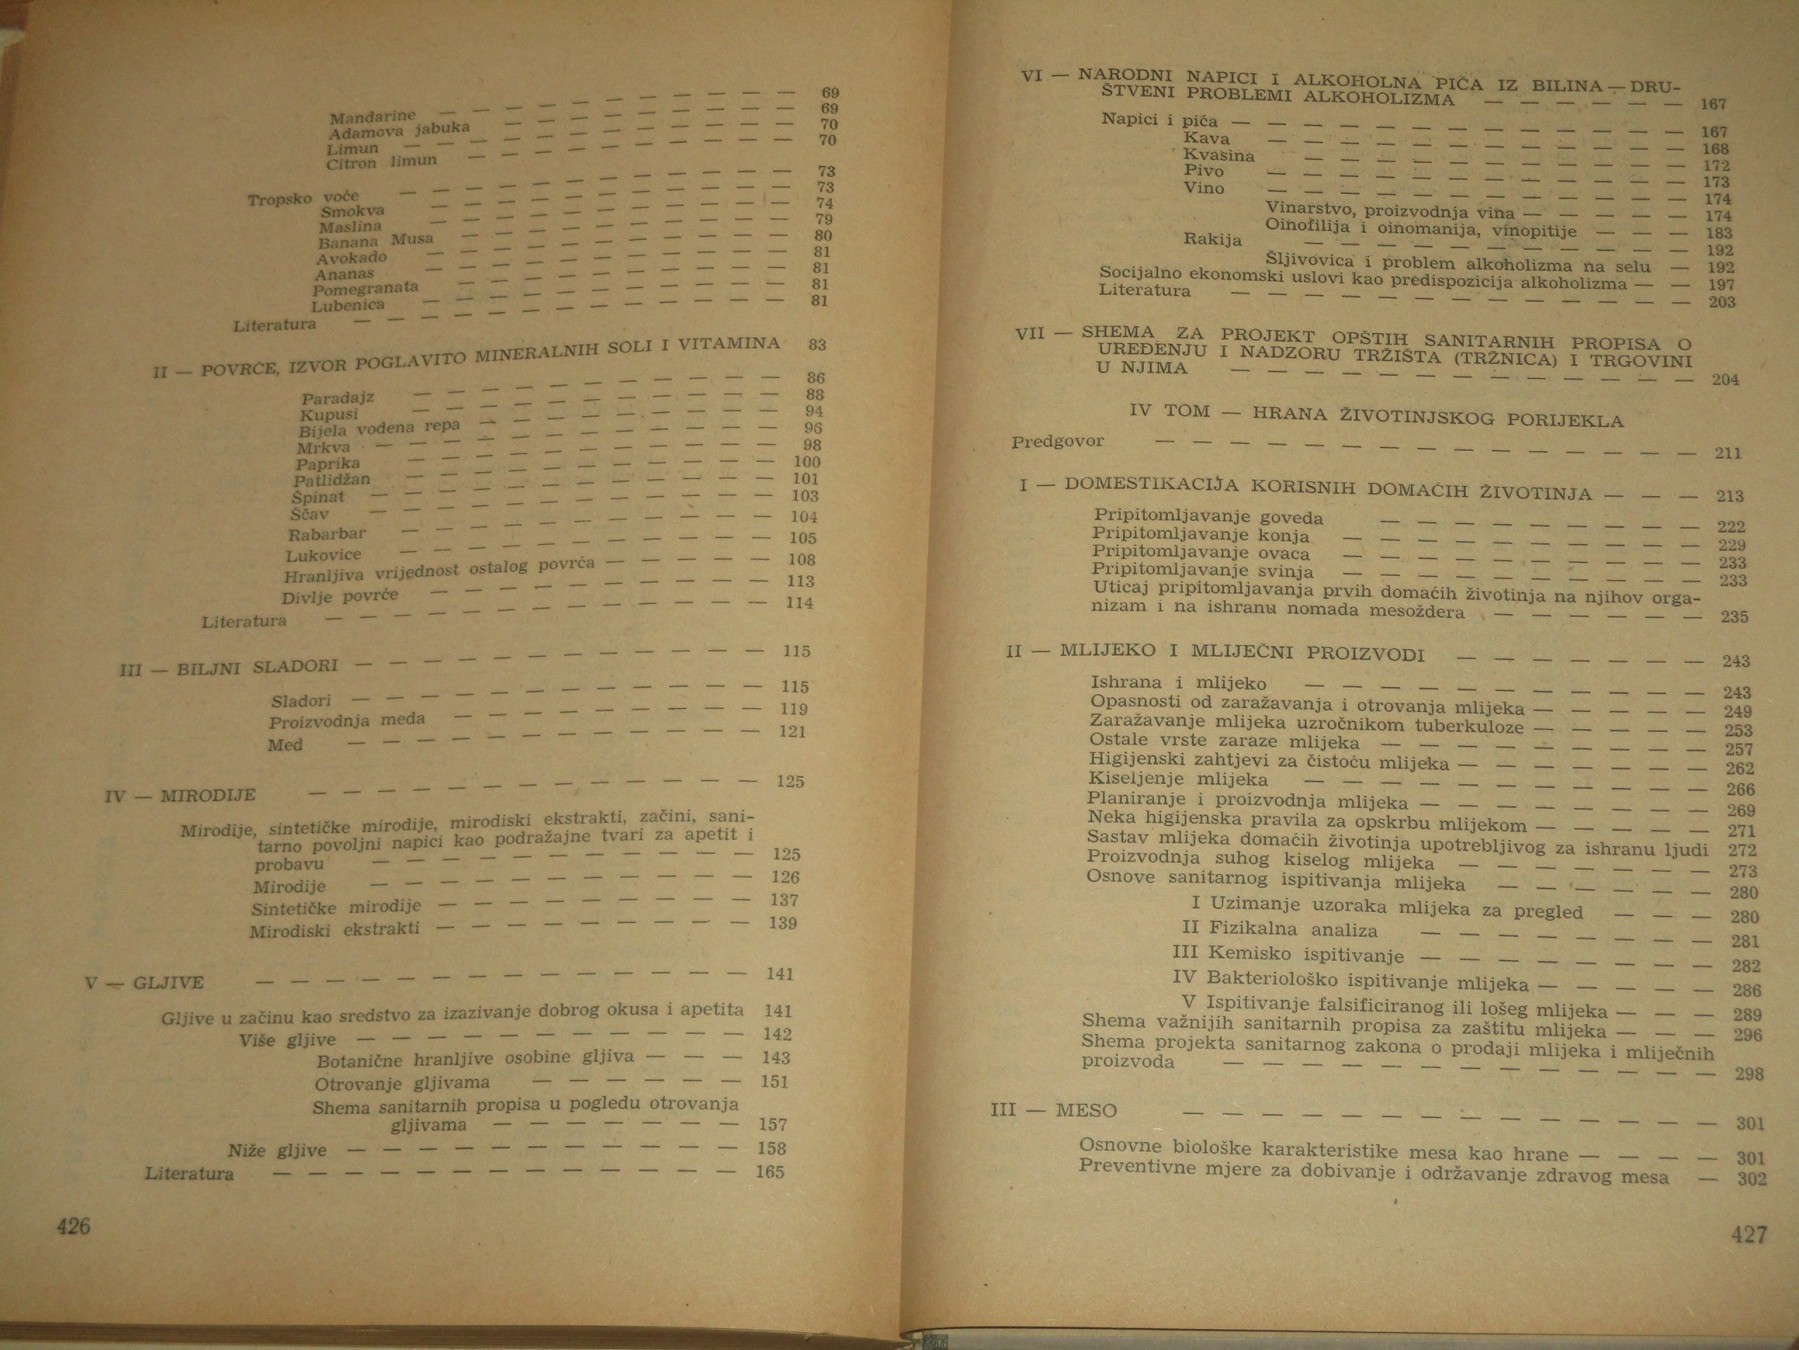 Mandarine — — — — — — — — — — — 69
Adamova jabuka — — — — — — — — — 69
Limun — — — — — — — — — — — — 70
Citron limun — — — — — — — — — — 70
Tropsko voće — — — — — — — — — — — — 73
Smokva — — — — — — — — — — — 73
Maslina — — — — — — — — — — — 74
Banana Musa — — — — — — — — — — 79
Avokado — — — — — — — — — — — 80
Ananas — — — — — — — — — — — 81
Pomegranata — — — — — — — — — — 81
Lubenica — — — — — — — — — — — 81
Literatura — — — — — — — — — — — — — 81
II — POVRĆE, IZVOR POGLAVITO MINERALNIH SOLI I VITAMINA 83
Paradajz — — — — — — — — — — — 86
Kupusi — — — — — — — — — — — 88
Bijela vodena repa — — — — — — — — — 94
Mrkva — — — — — — — — — — — — 96
Paprika — — — — — — — — — — — 98
Patlidžan — — — — — — — — — — — 100
Špinat — — — — — — — — — — — — 101
Ščav — — — — — — — — — — — — 103
Rabarbar — — — — — — — — — — — 104
Lukovice — — — — — — — — — — — 105
Hranljiva vrijednost ostalog povrća — — — — — 108
Divlje povrće — — — — — — — — — — 113
Literatura — — — — — — — — — — — — — 114
III — BILJNI SLADORI — — — — — — — — — — — — 115
Sladori — — — — — — — — — — — — 115
Proizvodnja meda — — — — — — — — — 119
Med — — — — — — — — — — — — 121
IV — MIRODIJE — — — — — — — — — — — — — 125
Mirodije, sintetičke mirodije, mirodiski ekstrakti, začini, sani-
tarno povoljni napici kao podražajne tvari za apetit i
probavu — — — — — — — — — — — 125
Mirodije — — — — — — — — — — — 126
Sintetičke mirodije — — — — — — — — — 137
Mirodiski ekstrakti — — — — — — — — — 139
V — GLJIVE — — — — — — — — — — — — — — 141
Gljive u začinu kao sredstvo za izazivanje dobrog okusa i apetita 141
Više gljive — — — — — — — — — — — 142
Botanične hranljive osobine gljiva — — — 143
Otrovanje gljivama — — — — — — 151
Shema sanitarnih propisa u pogledu otrovanja
gljivama — — — — — — — 157
Niže gljive — — — — — — — — — — — 158
Literatura — — — — — — — — — — — — — 165
426
VI — NARODNI NAPICI I ALKOHOLNA PIĆA IZ BILINA — DRU-
ŠTVENI PROBLEMI ALKOHOLIZMA — — — — — — 167
Napici i pića — — — — — — — — — — — — — 167
Kava — — — — — — — — — — — — 168
Kvasina — — — — — — — — — — — 172
Pivo — — — — — — — — — — — — 173
Vino — — — — — — — — — — — — 174
Vinarstvo, proizvodnja vina — — — — — 174
Oinofilija i oinomanija, vinopitije — — — 183
Rakija — — — — — — — — — — — 192
Šljivovica i problem alkoholizma na selu — 192
Socijalno ekonomski uslovi kao predispozicija alkoholizma — — 197
Literatura — — — — — — — — — — — — — 203
VII — SHEMA ZA PROJEKT OPŠTIH SANITARNIH PROPISA O
UREĐENJU I NADZORU TRŽIŠTA (TRŽNICA) I TRGOVINI
U NJIMA — — — — — — — — — — — — — 204
IV TOM — HRANA ŽIVOTINJSKOG PORIJEKLA
Predgovor — — — — — — — — — — — — — — — 211
I — DOMESTIKACIJA KORISNIH DOMAĆIH ŽIVOTINJA — — — 213
Pripitomljavanje goveda — — — — — — — — — 222
Pripitomljavanje konja — — — — — — — — — — 229
Pripitomljavanje ovaca — — — — — — — — — — 233
Pripitomljavanje svinja — — — — — — — — — — 233
Uticaj pripitomljavanja prvih domaćih životinja na njihov orga-
nizam i na ishranu nomada mesoždera — — — — — — 235
II — MLIJEKO I MLIJEČNI PROIZVODI — — — — — — — 243
Ishrana i mlijeko — — — — — — — — — — — 243
Opasnosti od zaražavanja i otrovanja mlijeka — — — — — 249
Zaražavanje mlijeka uzročnikom tuberkuloze — — — — — 253
Ostale vrste zaraze mlijeka — — — — — — — — — 257
Higijenski zahtjevi za čistoću mlijeka — — — — — — — 262
Kiseljenje mlijeka — — — — — — — — — — — 266
Planiranje i proizvodnja mlijeka — — — — — — — — 269
Neka higijenska pravila za opskrbu mlijekom — — — — — 271
Sastav mlijeka domaćih životinja upotrebljivog za ishranu ljudi 272
Proizvodnja suhog kiselog mlijeka — — — — — — — 273
Osnove sanitarnog ispitivanja mlijeka — — — — — — 280
I Uzimanje uzoraka mlijeka za pregled — — — 280
II Fizikalna analiza — — — — — — — — 281
III Kemisko ispitivanje — — — — — — — — 282
IV Bakteriološko ispitivanje mlijeka — — — — — 286
V Ispitivanje falsificiranog ili lošeg mlijeka — — — 289
Shema važnijih sanitarnih propisa za zaštitu mlijeka — — — 296
Shema projekta sanitarnog zakona o prodaji mlijeka i mliječnih
proizvoda — — — — — — — — — — — — — 298
III — MESO — — — — — — — — — — — — — — 301
Osnovne biološke karakteristike mesa kao hrane — — — — 301
Preventivne mjere za dobivanje i održavanje zdravog mesa — 302
427